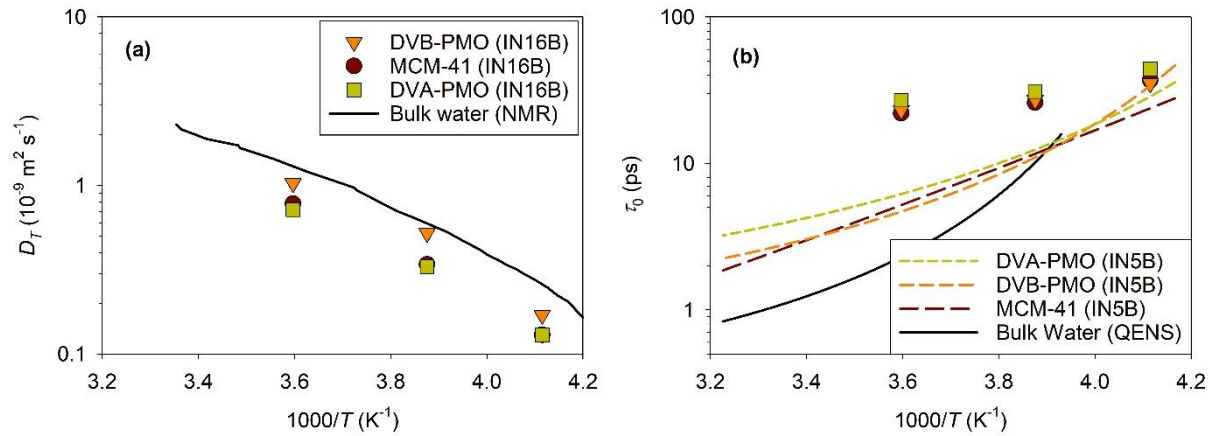 (a)
DVB-PMO (IN16B)
MCM-41 (IN16B)
DVA-PMO (IN16B)
Bulk water (NMR)
10
1
0.1
D_T (10⁻⁹ m² s⁻¹)
3.2 3.4 3.6 3.8 4.0 4.2
1000/T (K⁻¹)
(b)
100
10
1
τ₀ (ps)
DVA-PMO (IN5B)
DVB-PMO (IN5B)
MCM-41 (IN5B)
Bulk Water (QENS)
3.2 3.4 3.6 3.8 4.0 4.2
1000/T (K⁻¹)